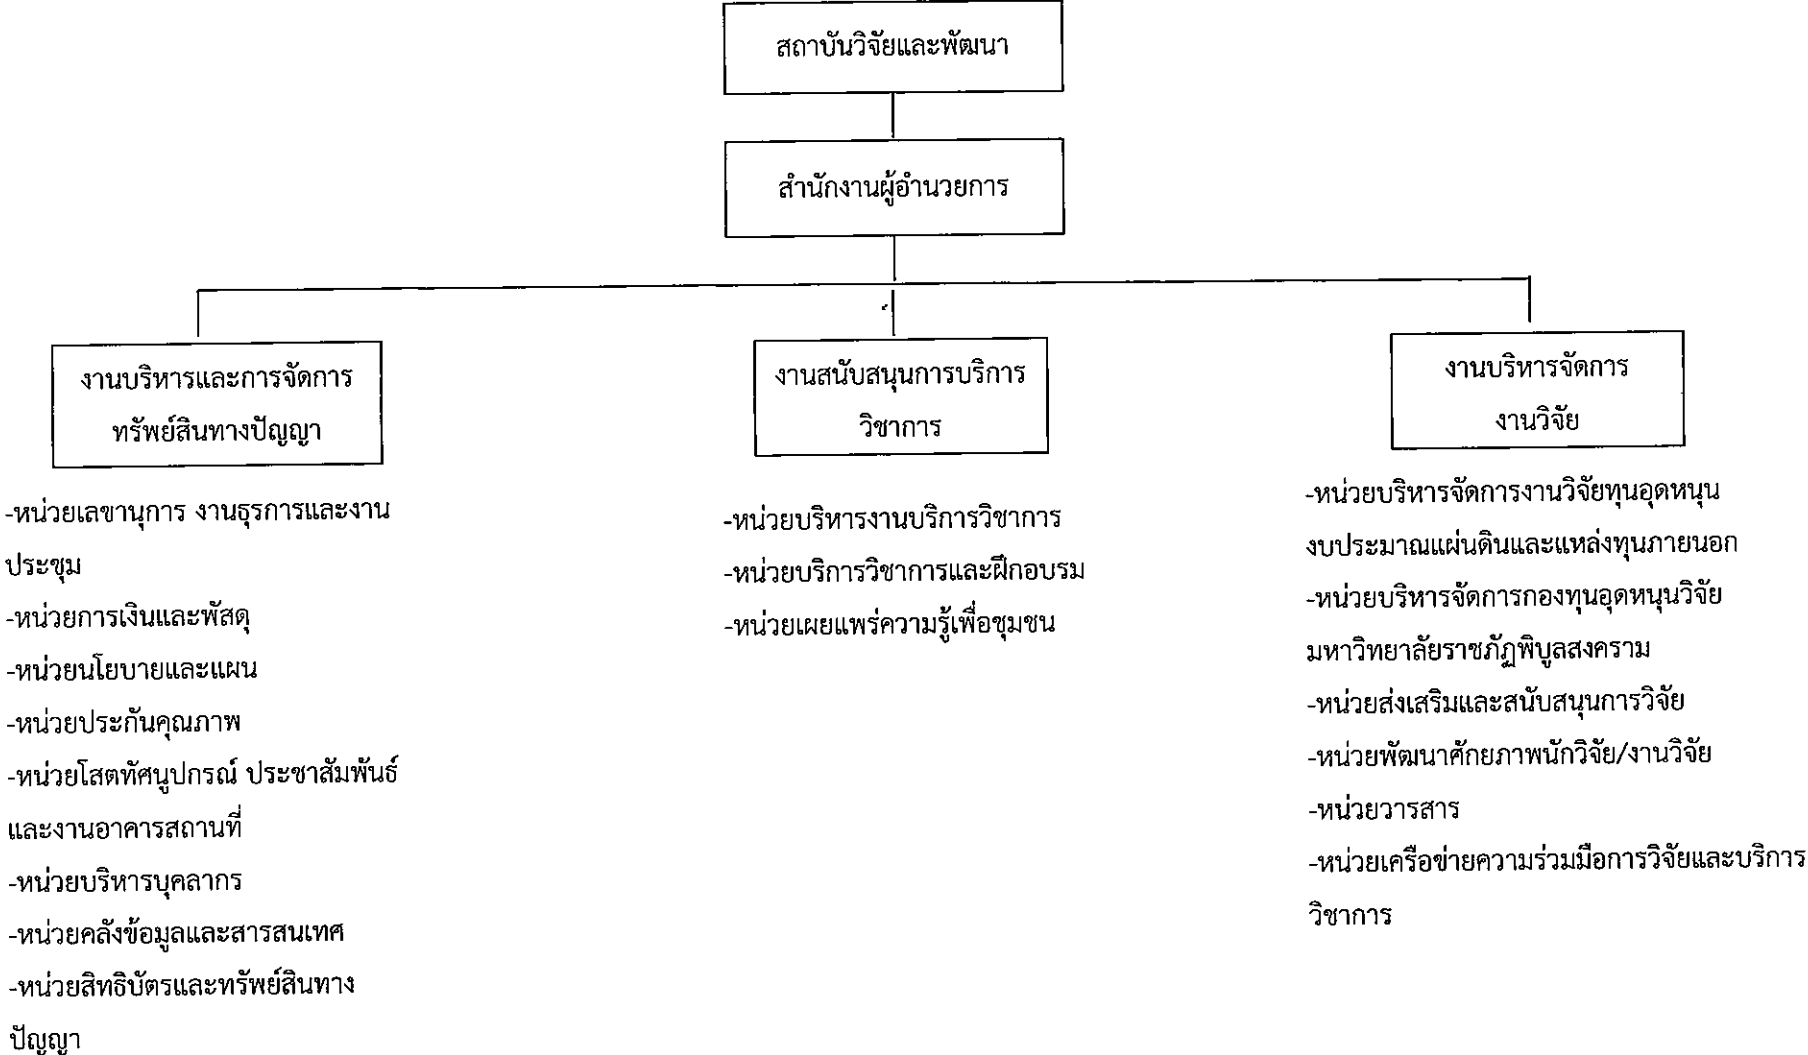 สถาบันวิจัยและพัฒนา
สำนักงานผู้อำนวยการ
งานบริหารและการจัดการ
ทรัพย์สินทางปัญญา
-หน่วยเลขานุการ งานธุรการและงาน
ประชุม
-หน่วยการเงินและพัสดุ
-หน่วยนโยบายและแผน
-หน่วยประกันคุณภาพ
-หน่วยโสตทัศนูปกรณ์ ประชาสัมพันธ์
และงานอาคารสถานที่
-หน่วยบริหารบุคลากร
-หน่วยคลังข้อมูลและสารสนเทศ
-หน่วยสิทธิบัตรและทรัพย์สินทาง
ปัญญา
งานสนับสนุนการบริการ
วิชาการ
-หน่วยบริหารงานบริการวิชาการ
-หน่วยบริการวิชาการและฝึกอบรม
-หน่วยเผยแพร่ความรู้เพื่อชุมชน
งานบริหารจัดการ
งานวิจัย
-หน่วยบริหารจัดการงานวิจัยทุนอุดหนุน
งบประมาณแผ่นดินและแหล่งทุนภายนอก
-หน่วยบริหารจัดการกองทุนอุดหนุนวิจัย
มหาวิทยาลัยราชภัฏพิบูลสงคราม
-หน่วยส่งเสริมและสนับสนุนการวิจัย
-หน่วยพัฒนาศักยภาพนักวิจัย/งานวิจัย
-หน่วยวารสาร
-หน่วยเครือข่ายความร่วมมือการวิจัยและบริการ
วิชาการ